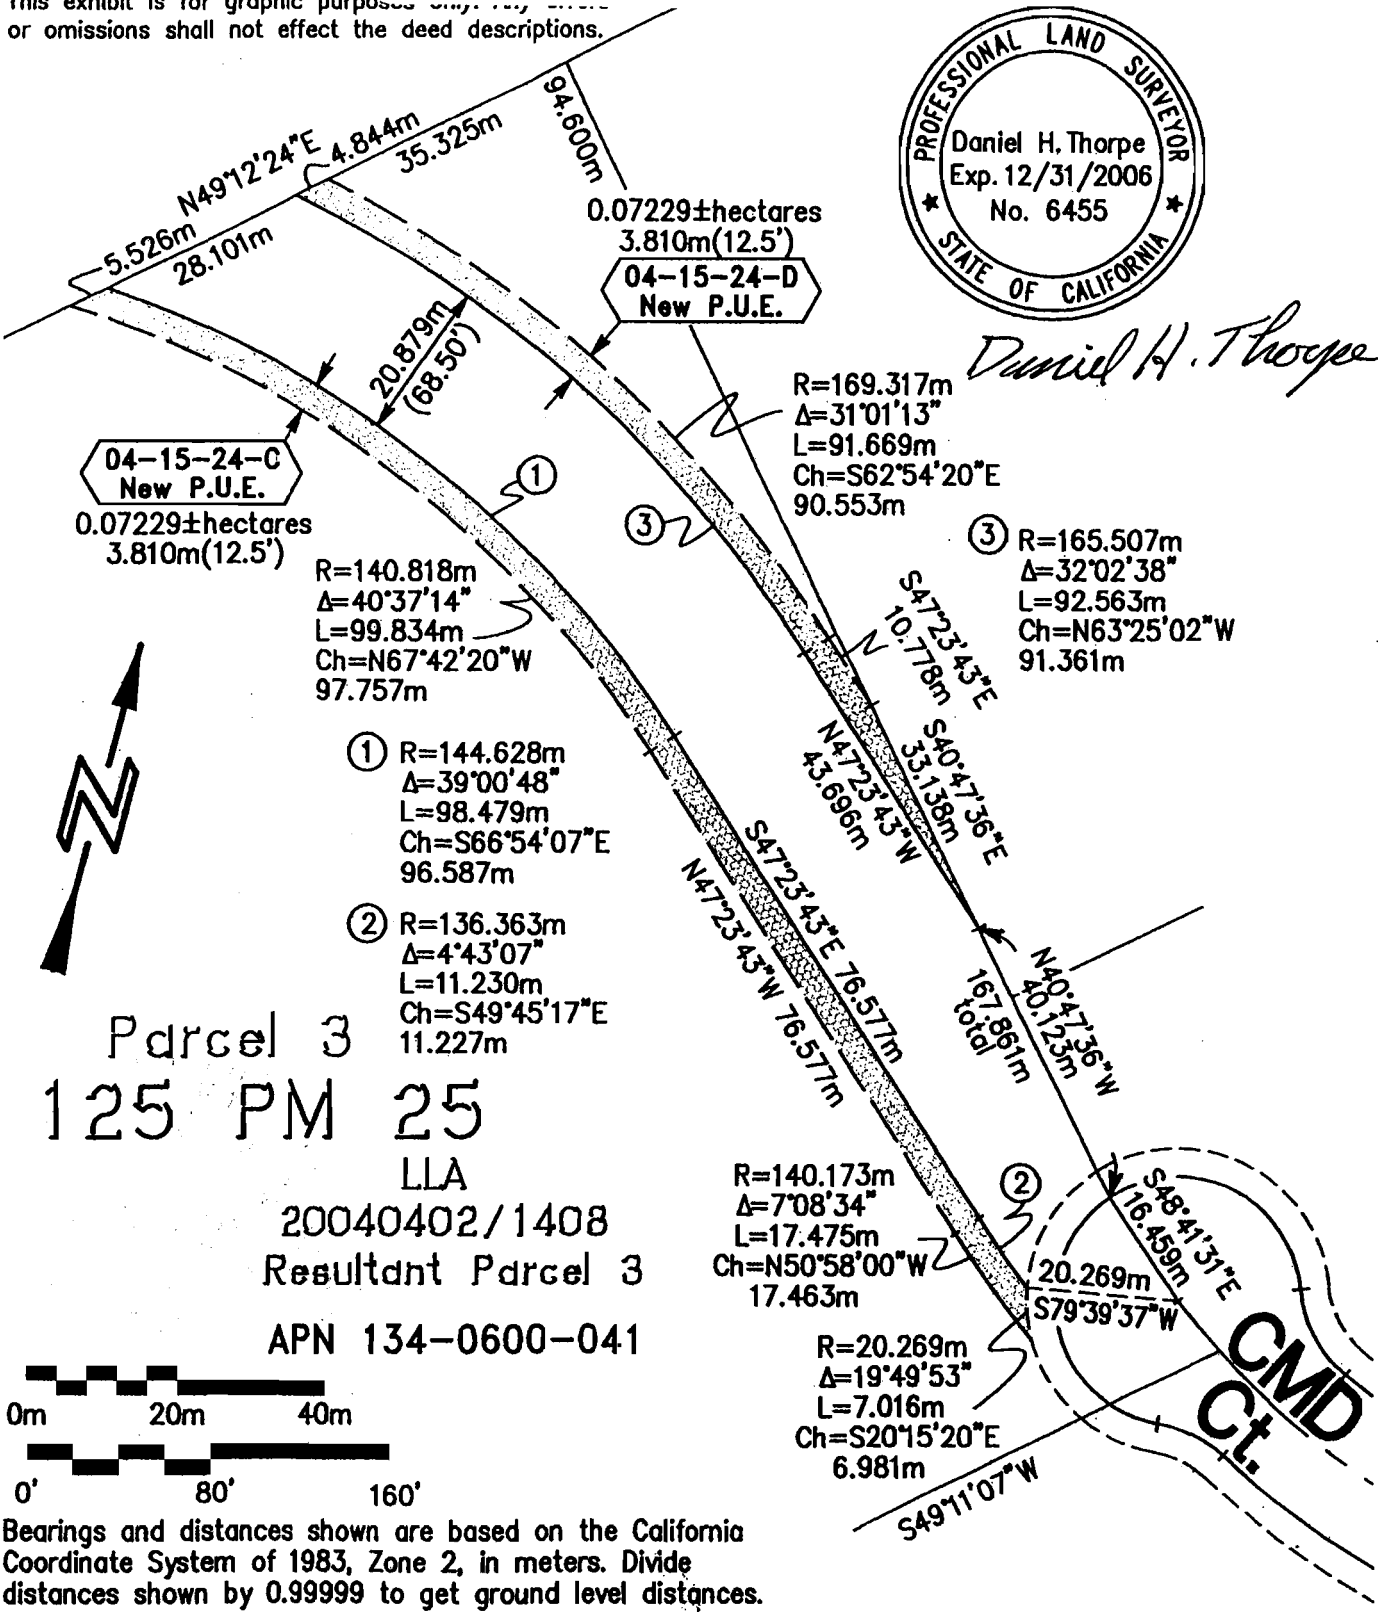 This exhibit is for graphic purposes only. Any errors
or omissions shall not effect the deed descriptions.
PROFESSIONAL LAND SURVEYOR
Daniel H. Thorpe
Exp. 12/31/2006
No. 6455
★ STATE OF CALIFORNIA ★
Daniel H. Thorpe
N49°12'24"E
4.844m
35.325m
94.600m
5.526m
28.101m
0.07229±hectares
3.810m(12.5')
04-15-24-D
New P.U.E.
20.879m
(68.50')
R=169.317m
Δ=31°01'13"
L=91.669m
Ch=S62°54'20"E
90.553m
04-15-24-C
New P.U.E.
0.07229±hectares
3.810m(12.5')
1
3
3 R=165.507m
Δ=32°02'38"
L=92.563m
Ch=N63°25'02"W
91.361m
R=140.818m
Δ=40°37'14"
L=99.834m
Ch=N67°42'20"W
97.757m
S47°23'43"E
10.778m
S40°47'36"E
33.138m
N47°23'43"W
43.696m
1 R=144.628m
Δ=39°00'48"
L=98.479m
Ch=S66°54'07"E
96.587m
2 R=136.363m
Δ=4°43'07"
L=11.230m
Ch=S49°45'17"E
11.227m
S47°23'43"E 76.577m
N47°23'43"W 76.577m
N40°47'36"W
40.123m
167.861m
total
Parcel 3
125 PM 25
LLA
20040402/1408
Resultant Parcel 3
APN 134-0600-041
R=140.173m
Δ=7°08'34"
L=17.475m
Ch=N50°58'00"W
17.463m
2
S48°41'31"E
16.459m
20.269m
S79°39'37"W
R=20.269m
Δ=19°49'53"
L=7.016m
Ch=S20°15'20"E
6.981m
S49°11'07"W
CMD
Ct.
0m 20m 40m
0' 80' 160'
Bearings and distances shown are based on the California
Coordinate System of 1983, Zone 2, in meters. Divide
distances shown by 0.99999 to get ground level distances.